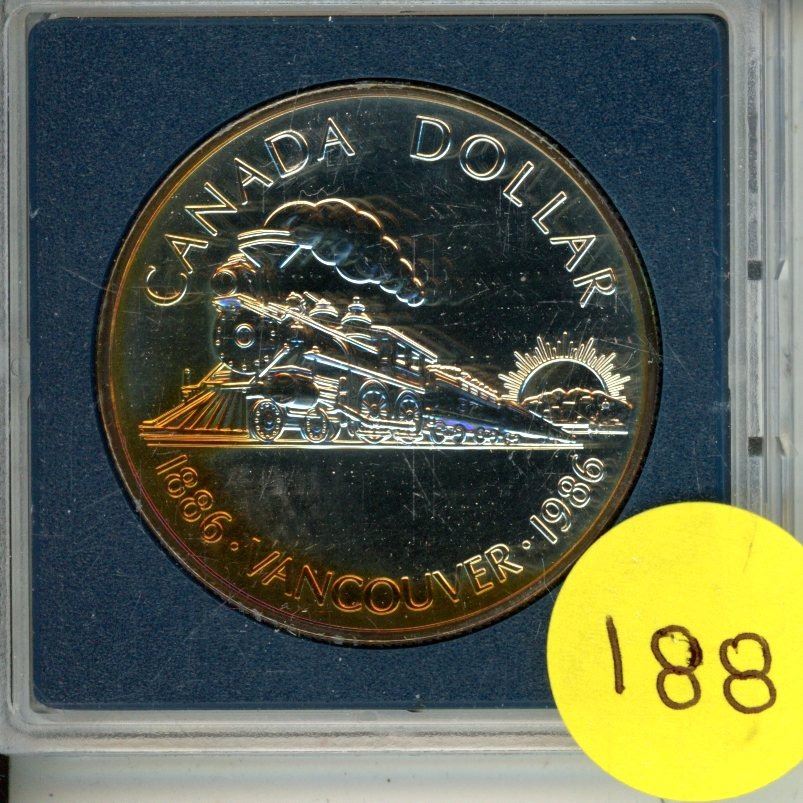 CANADA DOLLAR
1886 · VANCOUVER · 1986
188